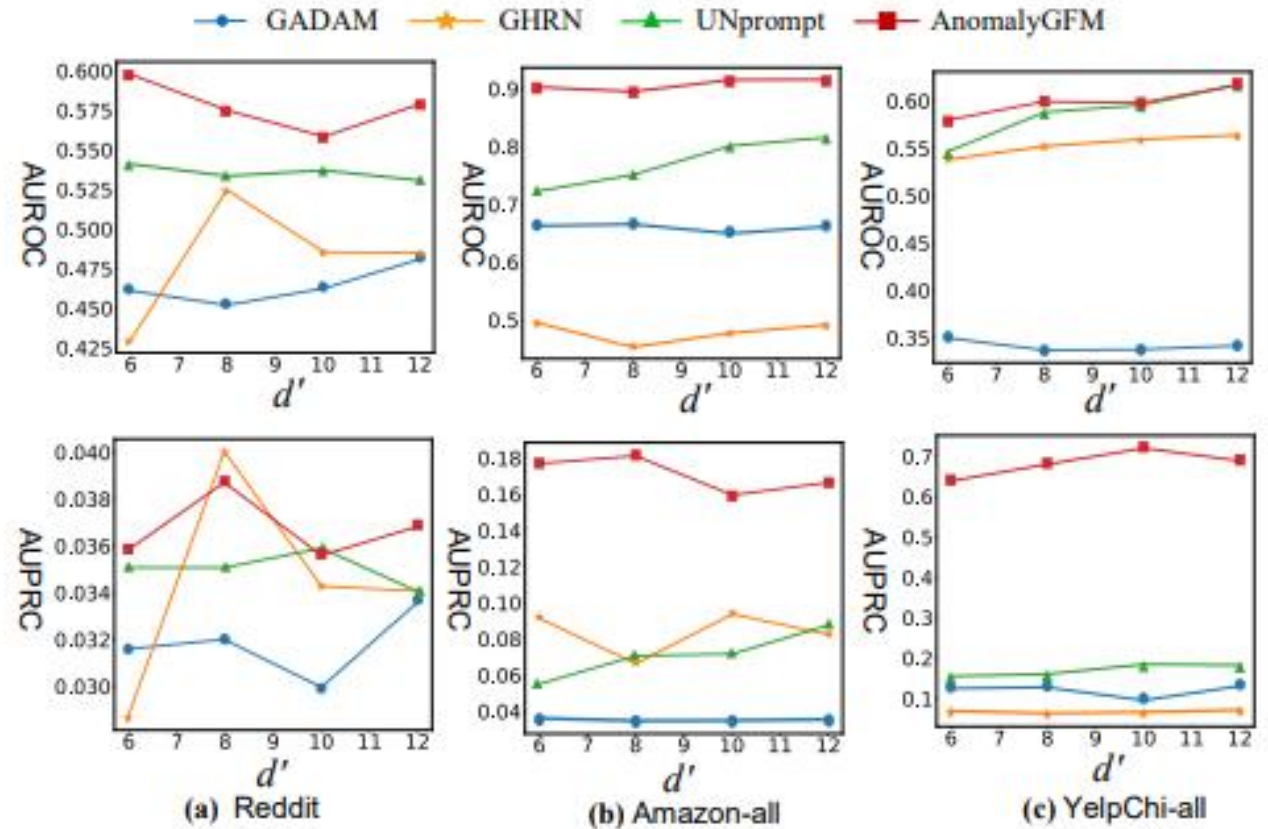 GADAM GHRN UNprompt AnomalyGFM
AUROC
0.600
0.575
0.550
0.525
0.500
0.475
0.450
0.425
6 7 8 9 10 11 12
d'
AUROC
0.9
0.8
0.7
0.6
0.5
6 7 8 9 10 11 12
d'
AUROC
0.60
0.55
0.50
0.45
0.40
0.35
6 7 8 9 10 11 12
d'
AUPRC
0.040
0.038
0.036
0.034
0.032
0.030
6 7 8 9 10 11 12
d'
(a) Reddit
AUPRC
0.18
0.16
0.14
0.12
0.10
0.08
0.06
0.04
6 7 8 9 10 11 12
d'
(b) Amazon-all
AUPRC
0.7
0.6
0.5
0.4
0.3
0.2
0.1
6 7 8 9 10 11 12
d'
(c) YelpChi-all